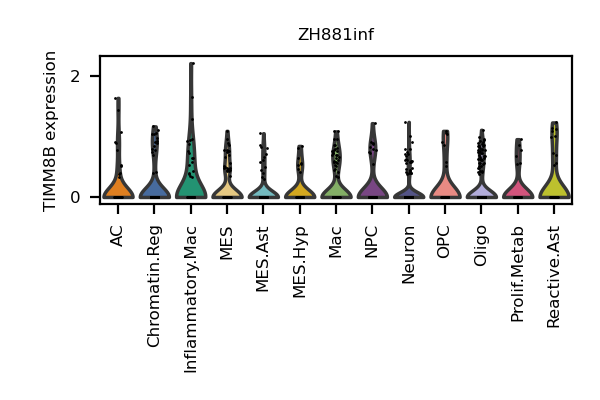 ZH881inf
TIMM8B expression
2
0
AC
Chromatin.Reg
Inflammatory.Mac
MES
MES.Ast
MES.Hyp
Mac
NPC
Neuron
OPC
Oligo
Prolif.Metab
Reactive.Ast